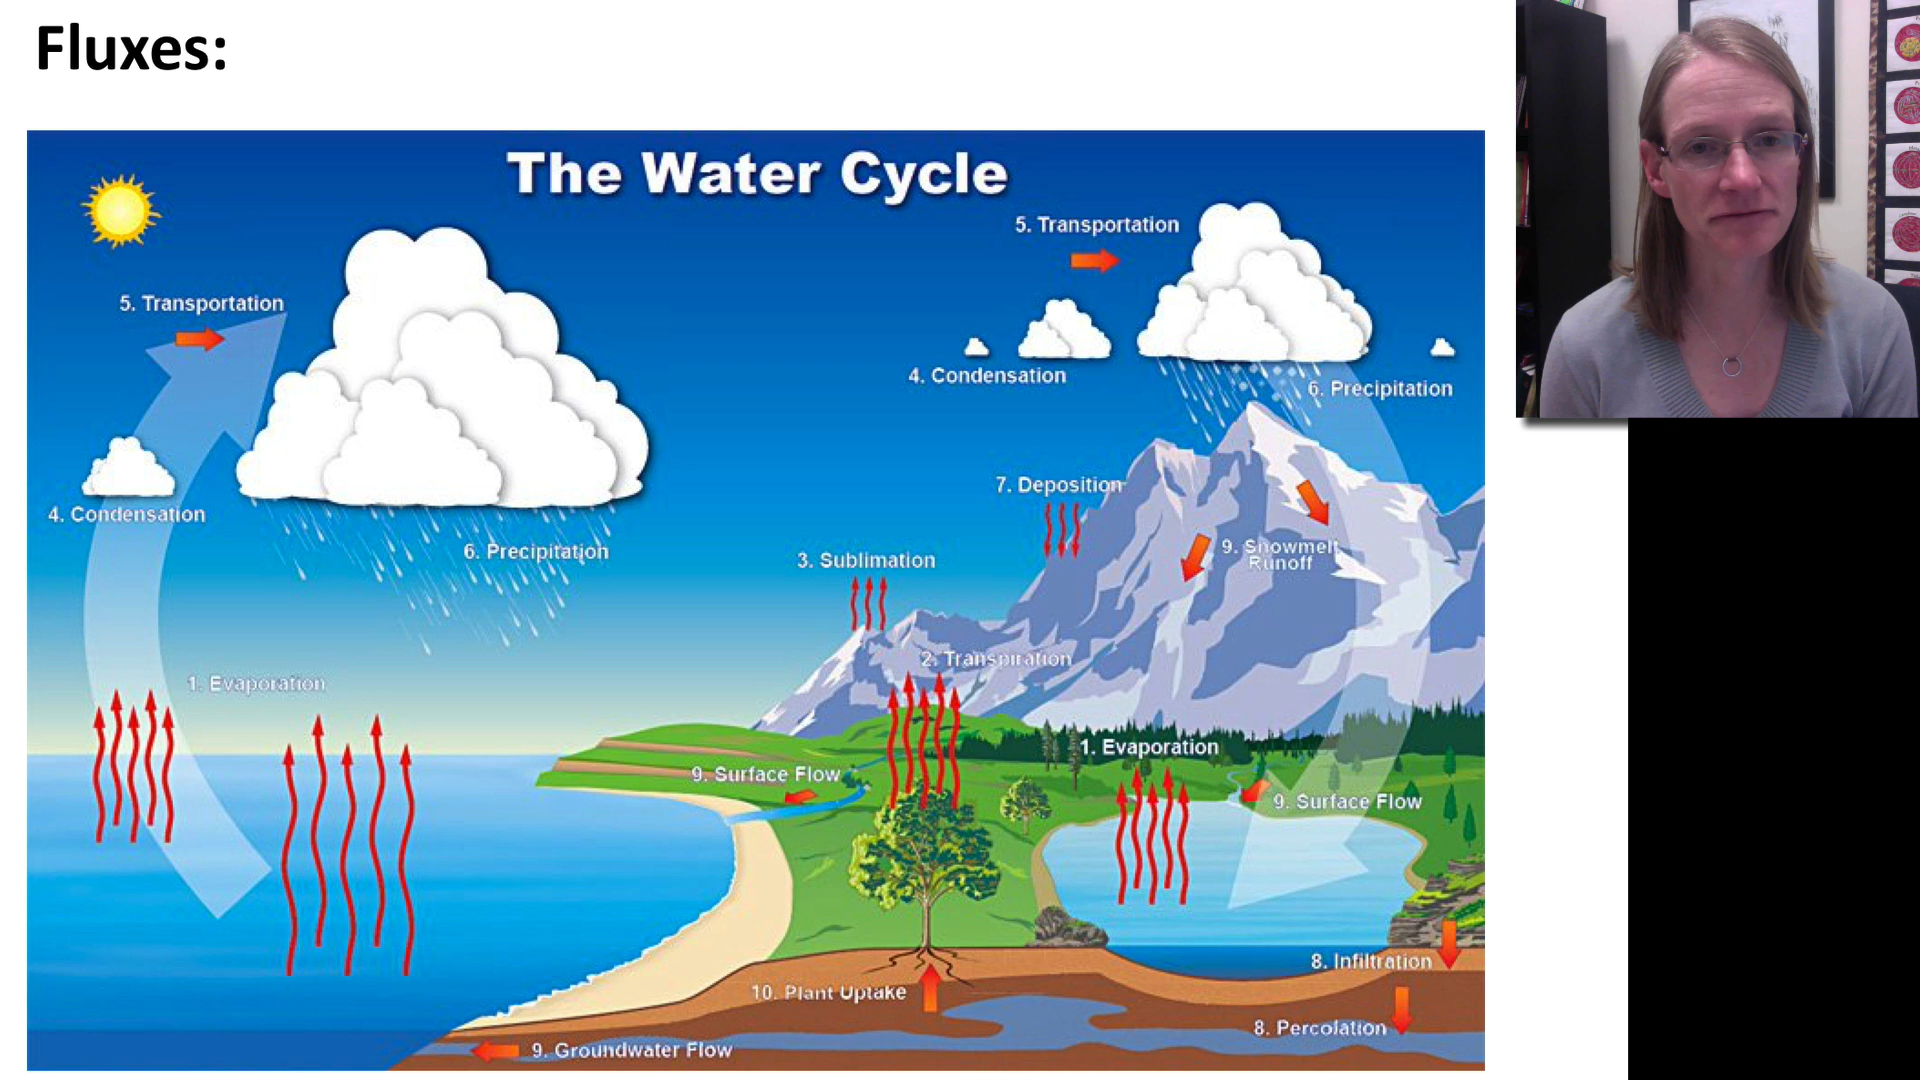 Fluxes:
The Water Cycle
5. Transportation
5. Transportation
4. Condensation
6. Precipitation
7. Deposition
4. Condensation
6. Precipitation
3. Sublimation
9. Snowmelt
Runoff
2. Transpiration
1. Evaporation
1. Evaporation
9. Surface Flow
9. Surface Flow
8. Infiltration
10. Plant Uptake
8. Percolation
9. Groundwater Flow